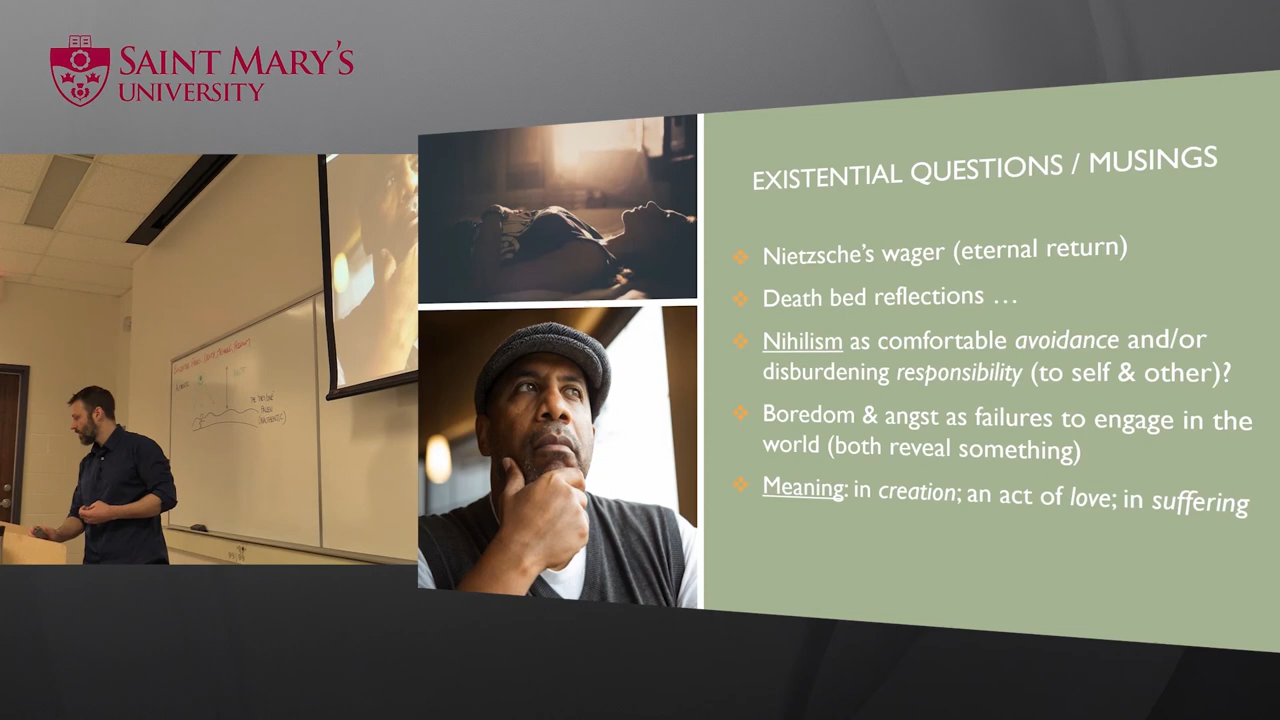 SAINT MARY'S
UNIVERSITY
EXISTENTIAL QUESTIONS / MUSINGS
Nietzsche's wager (eternal return)
Death bed reflections …
Nihilism as comfortable avoidance and/or
disburdening responsibility (to self & other)?
Boredom & angst as failures to engage in the
world (both reveal something)
Meaning: in creation; an act of love; in suffering